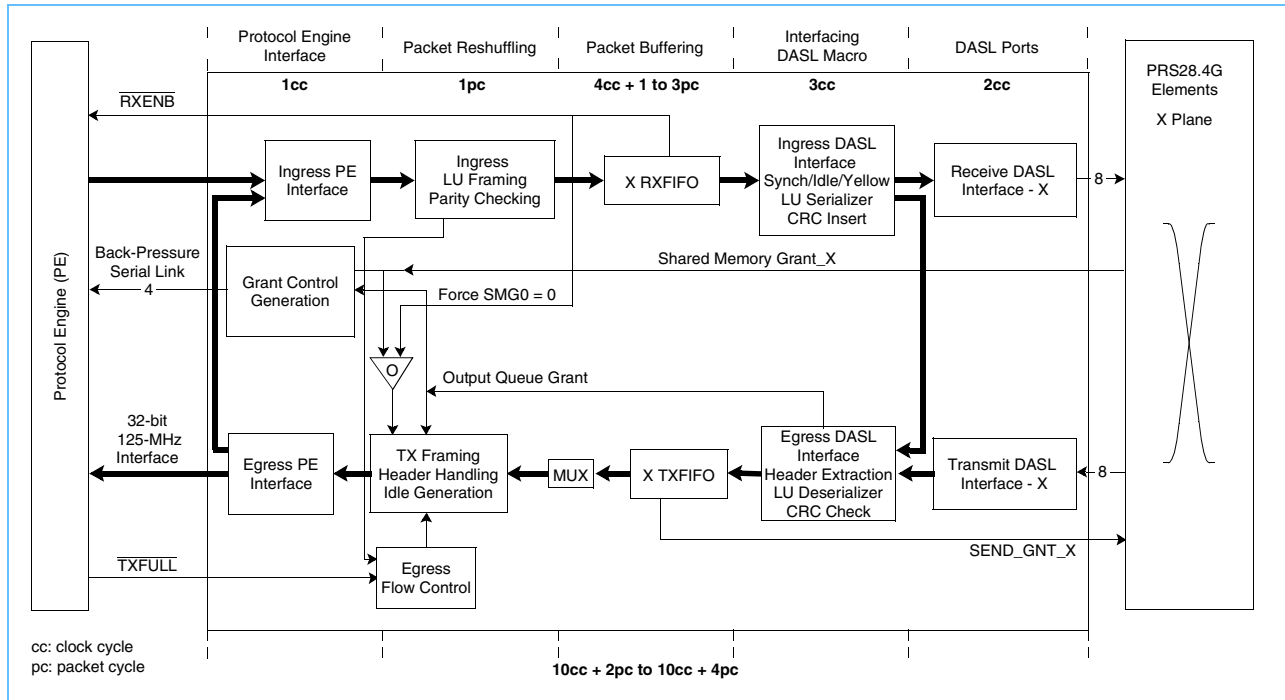 Protocol Engine
Interface
Packet Reshuffling
Packet Buffering
Interfacing
DASL Macro
DASL Ports
1cc
1pc
4cc + 1 to 3pc
3cc
2cc
PRS28.4G
Elements
X Plane
RXENB
Ingress PE
Interface
Ingress
LU Framing
Parity Checking
X RXFIFO
Ingress DASL
Interface
Synch/Idle/Yellow
LU Serializer
CRC Insert
Receive DASL
Interface - X
8
Protocol Engine (PE)
Back-Pressure
Serial Link
4
Grant Control
Generation
Shared Memory Grant_X
Force SMG0 = 0
O
Output Queue Grant
32-bit
125-MHz
Interface
Egress PE
Interface
TX Framing
Header Handling
Idle Generation
MUX
X TXFIFO
Egress DASL
Interface
Header Extraction
LU Deserializer
CRC Check
Transmit DASL
Interface - X
8
SEND_GNT_X
TXFULL
Egress
Flow Control
cc: clock cycle
pc: packet cycle
10cc + 2pc to 10cc + 4pc